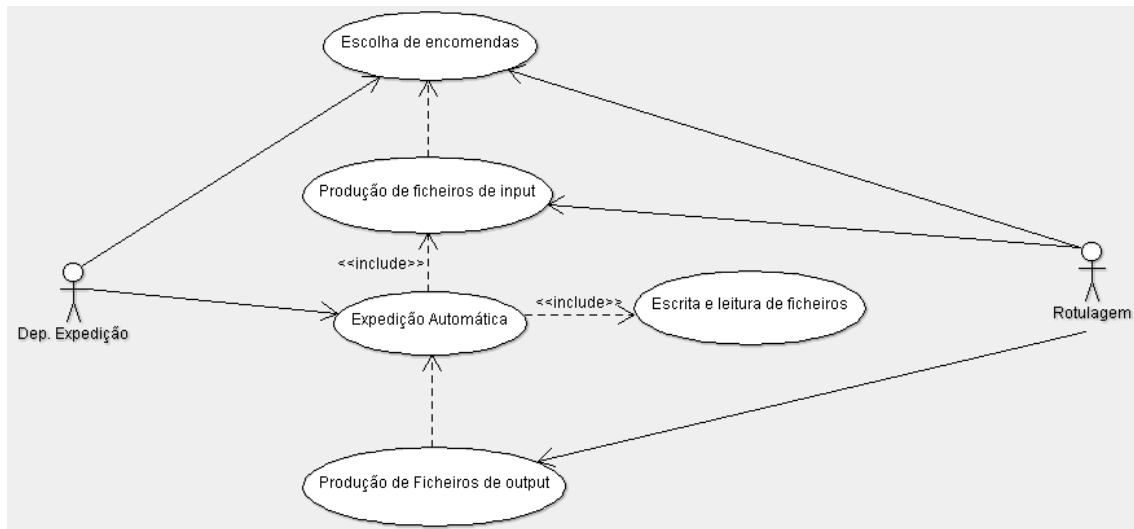 Escolha de encomendas
Produção de ficheiros de input
<<include>>
<<include>>
Escrita e leitura de ficheiros
Expedição Automática
Dep. Expedição
Rotulagem
Produção de Ficheiros de output